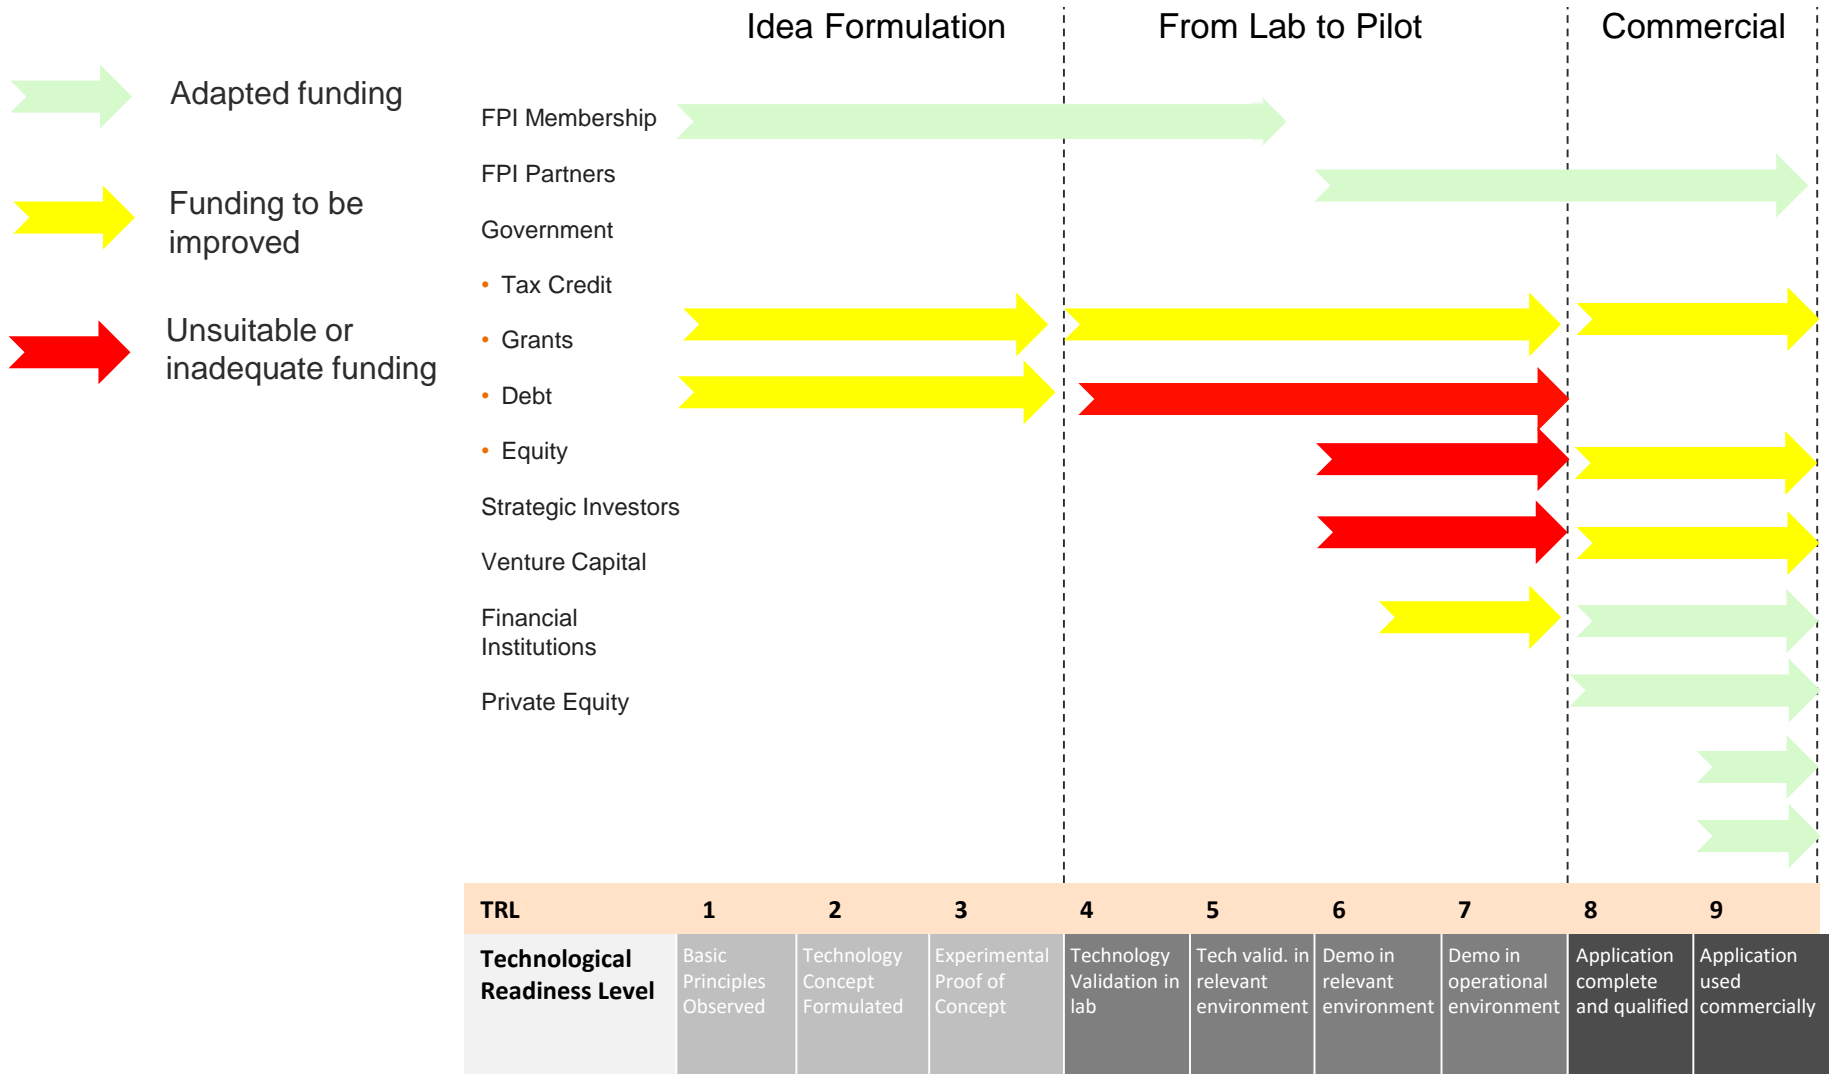 Idea Formulation
From Lab to Pilot
Commercial
Adapted funding
Funding to be
improved
Unsuitable or
inadequate funding
FPI Membership
FPI Partners
Government
• Tax Credit
• Grants
• Debt
• Equity
Strategic Investors
Venture Capital
Financial
Institutions
Private Equity
TRL 1 2 3 4 5 6 7 8 9
Technological
Readiness Level
Basic
Principles
Observed
Technology
Concept
Formulated
Experimental
Proof of
Concept
Technology
Validation in
lab
Tech valid. in
relevant
environment
Demo in
relevant
environment
Demo in
operational
environment
Application
complete
and qualified
Application
used
commercially